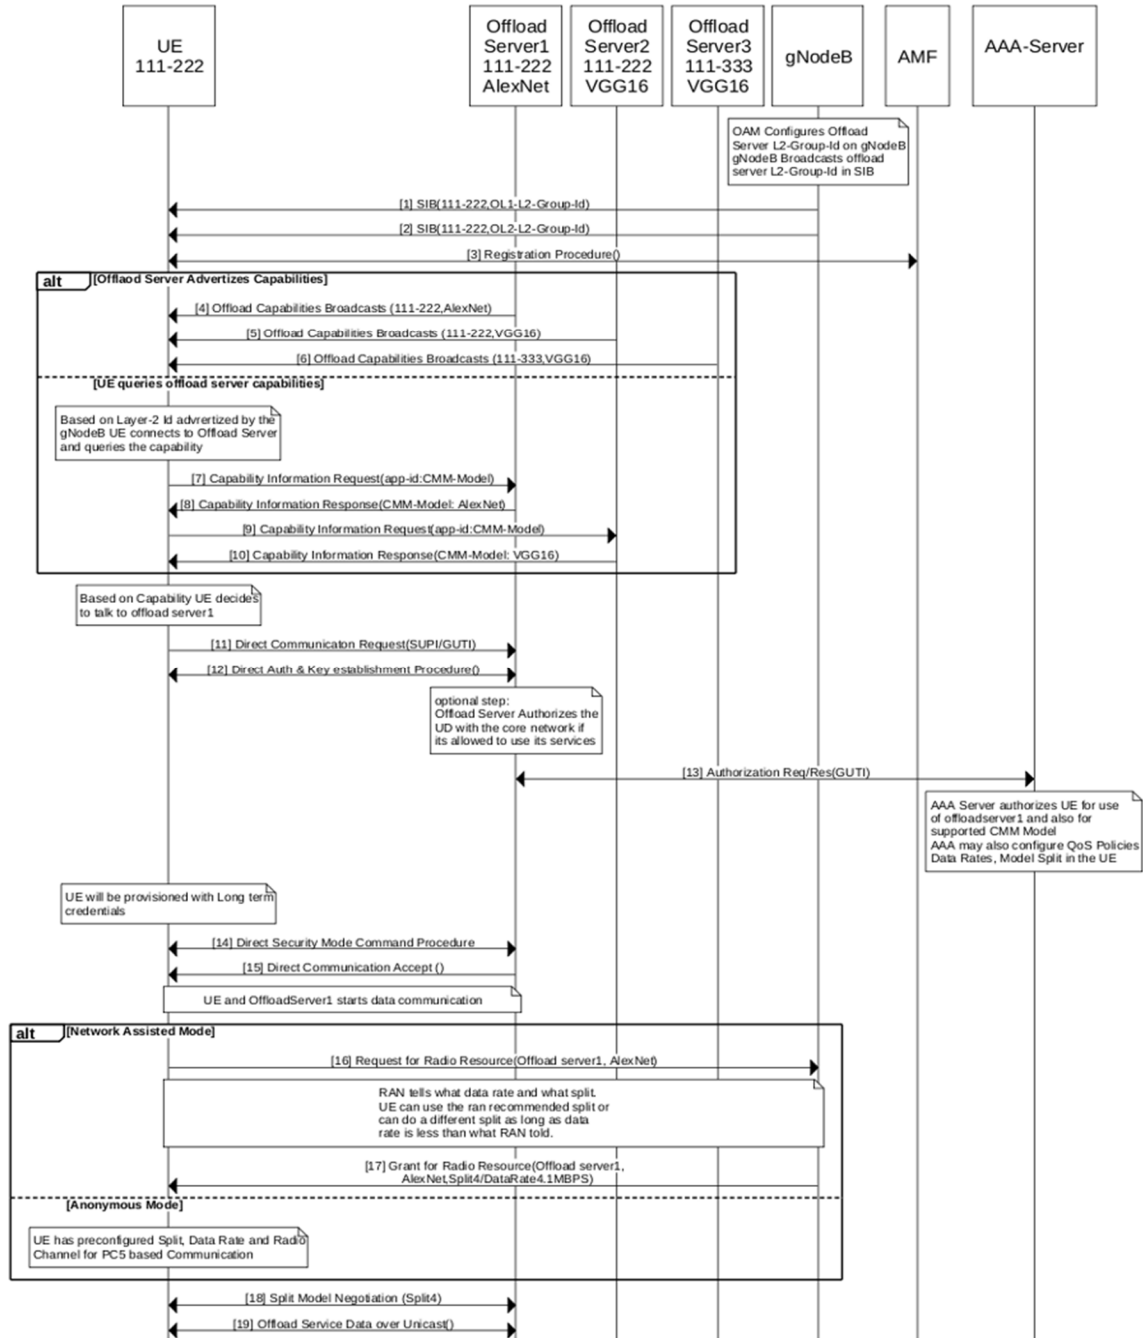 UE
111-222
Offload
Server1
111-222
AlexNet
Offload
Server2
111-222
VGG16
Offload
Server3
111-333
VGG16
gNodeB
AMF
AAA-Server
OAM Configures Offload
Server L2-Group-Id on gNodeB
gNodeB Broadcasts offload
server L2-Group-Id in SIB
[1] SIB(111-222,OL1-L2-Group-Id)
[2] SIB(111-222,OL2-L2-Group-Id)
[3] Registration Procedure()
alt [Offlaod Server Advertizes Capabilities]
[4] Offload Capabilities Broadcasts (111-222,AlexNet)
[5] Offload Capabilities Broadcasts (111-222,VGG16)
[6] Offload Capabilities Broadcasts (111-333,VGG16)
[UE queries offload server capabilities]
Based on Layer-2 Id advrertized by the
gNodeB UE connects to Offload Server
and queries the capability
[7] Capability Information Request(app-id:CMM-Model)
[8] Capability Information Response(CMM-Model: AlexNet)
[9] Capability Information Request(app-id:CMM-Model)
[10] Capability Information Response(CMM-Model: VGG16)
Based on Capability UE decides
to talk to offload server1
[11] Direct Communicaton Request(SUPI/GUTI)
[12] Direct Auth & Key establishment Procedure()
optional step:
Offload Server Authorizes the
UD with the core network if
its allowed to use its services
[13] Authorization Req/Res(GUTI)
AAA Server authorizes UE for use
of offloadserver1 and also for
supported CMM Model
AAA may also configure QoS Policies
Data Rates, Model Split in the UE
UE will be provisioned with Long term
credentials
[14] Direct Security Mode Command Procedure
[15] Direct Communication Accept ()
UE and OffloadServer1 starts data communication
alt [Network Assisted Mode]
[16] Request for Radio Resource(Offload server1, AlexNet)
RAN tells what data rate and what split.
UE can use the ran recommended split or
can do a different split as long as data
rate is less than what RAN told.
[17] Grant for Radio Resource(Offload server1,
AlexNet,Split4/DataRate4.1MBPS)
[Anonymous Mode]
UE has preconfigured Split, Data Rate and Radio
Channel for PC5 based Communication
[18] Split Model Negotiation (Split4)
[19] Offload Service Data over Unicast()